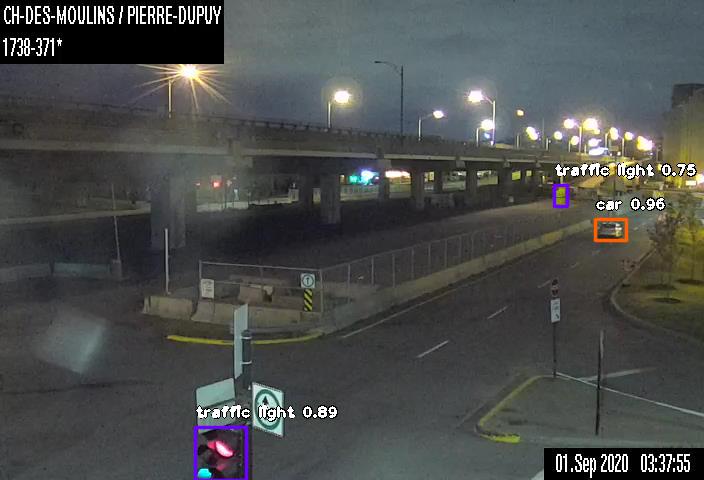 CH-DES-MOULINS / PIERRE-DUPUY
1738-371*
traffic light 0.75
car 0.96
traffic light 0.89
01.Sep 2020 03:37:55